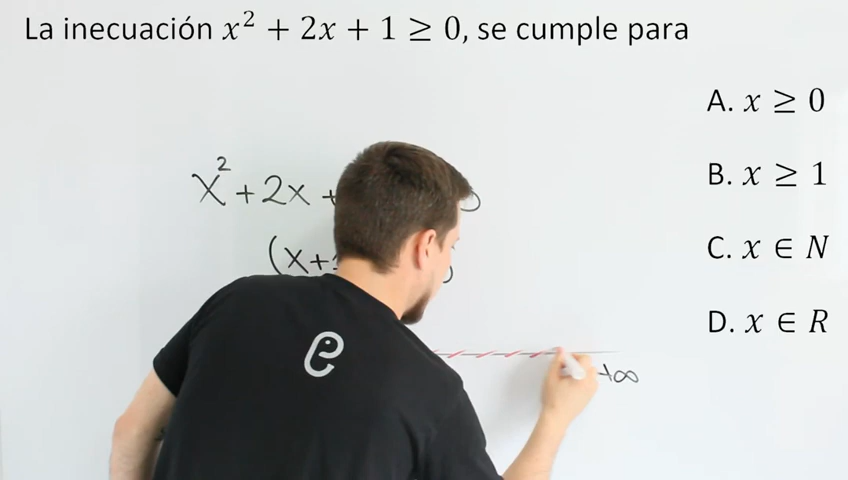 La inecuación x² + 2x + 1 ≥ 0, se cumple para
A. x ≥ 0
B. x ≥ 1
C. x ∈ N
D. x ∈ R
x² + 2x +
(x+
+∞